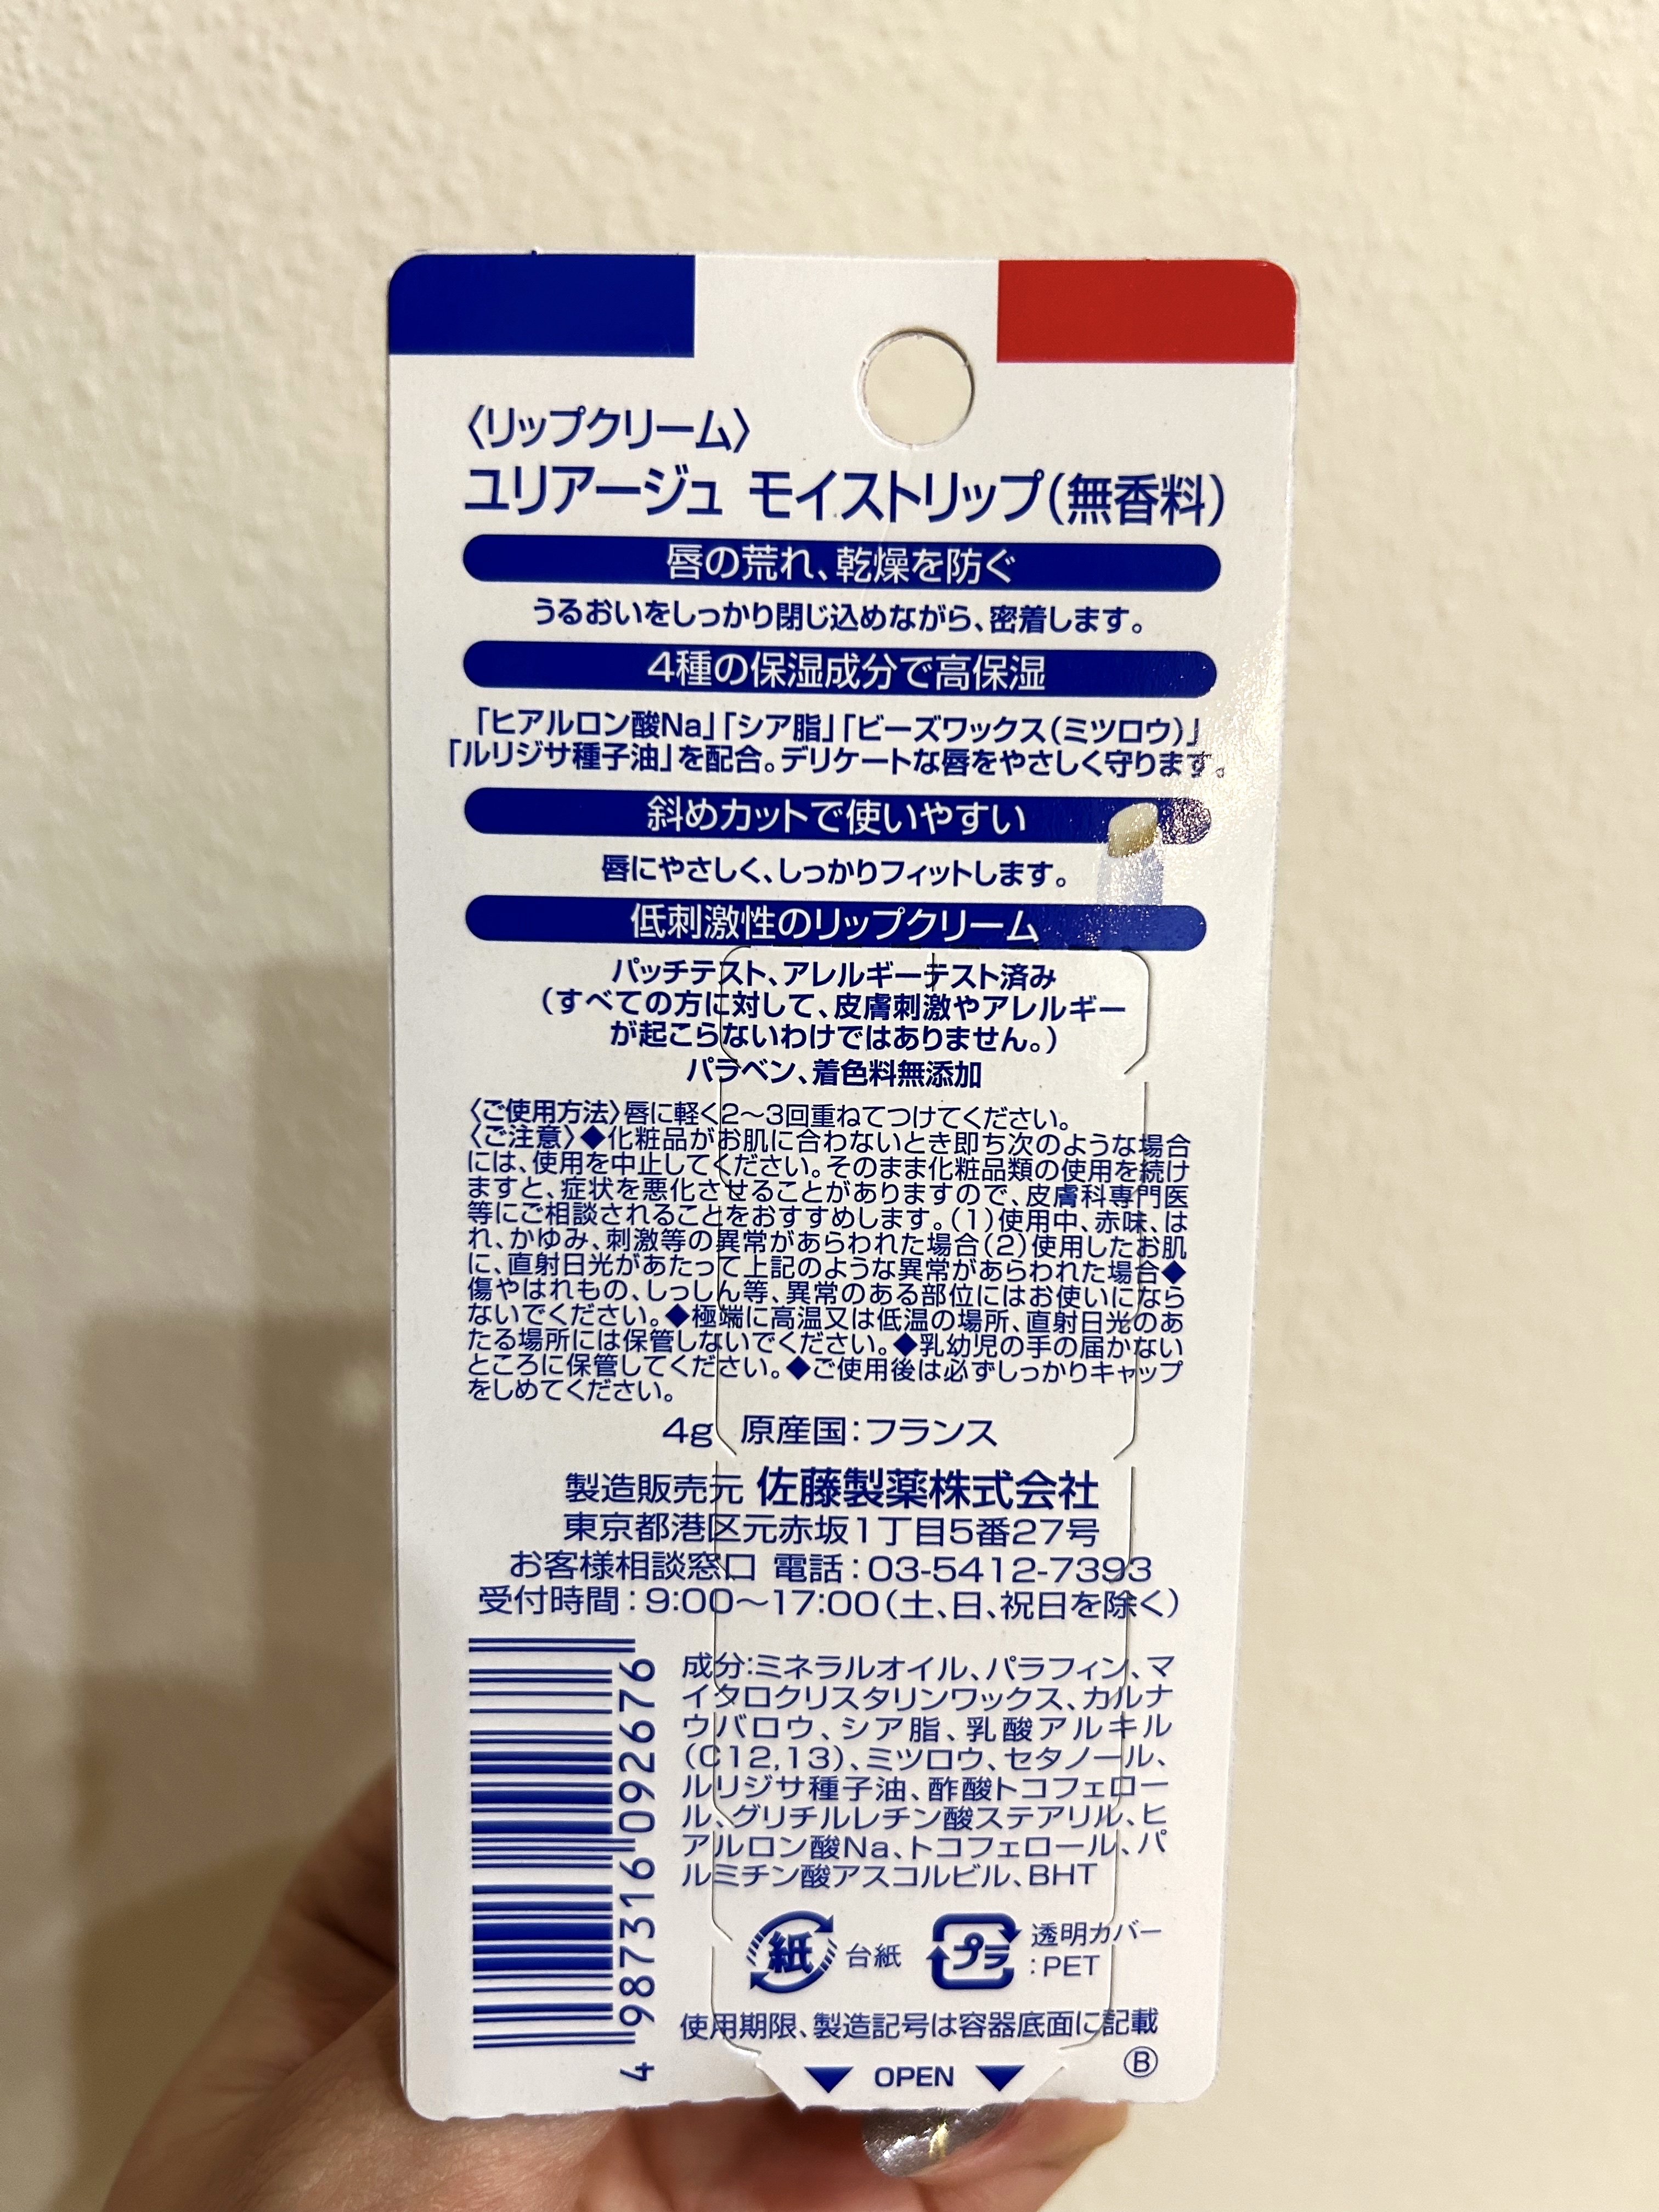 〈リップクリーム〉
ユリアージュ モイストリップ(無香料)
唇の荒れ、乾燥を防ぐ
うるおいをしっかり閉じ込めながら、密着します。
4種の保湿成分で高保湿
「ヒアルロン酸Na」「シア脂」「ビーズワックス(ミツロウ)」
「ルリジサ種子油」を配合。デリケートな唇をやさしく守ります。
斜めカットで使いやすい
唇にやさしく、しっかりフィットします。
低刺激性のリップクリーム
パッチテスト、アレルギーテスト済み
(すべての方に対して、皮膚刺激やアレルギー
が起こらないわけではありません。)
パラベン、着色料無添加
〈ご使用方法〉唇に軽く2〜3回重ねてつけてください。
〈ご注意〉◆化粧品がお肌に合わないとき即ち次のような場合
には、使用を中止してください。そのまま化粧品類の使用を続け
ますと、症状を悪化させることがありますので、皮膚科専門医
等にご相談されることをおすすめします。(1)使用中、赤味、は
れ、かゆみ、刺激等の異常があらわれた場合(2)使用したお肌
に、直射日光があたって上記のような異常があらわれた場合◆
傷やはれもの、しっしん等、異常のある部位にはお使いになら
ないでください。◆極端に高温又は低温の場所、直射日光のあ
たる場所には保管しないでください。◆乳幼児の手の届かない
ところに保管してください。◆ご使用後は必ずしっかりキャップ
をしめてください。
4g 原産国:フランス
製造販売元 佐藤製薬株式会社
東京都港区元赤坂1丁目5番27号
お客様相談窓口 電話:03-5412-7393
受付時間:9:00〜17:00(土、日、祝日を除く)
成分:ミネラルオイル、パラフィン、マ
イクロクリスタリンワックス、カルナ
ウバロウ、シア脂、乳酸アルキル
(C12,13)、ミツロウ、セタノール、
ルリジサ種子油、酢酸トコフェロー
ル、グリチルレチン酸ステアリル、ヒ
アルロン酸Na、トコフェロール、パ
ルミチン酸アスコルビル、BHT
4 987316 092676
紙 台紙 プラ 透明カバー
:PET
使用期限、製造記号は容器底面に記載
▼ OPEN ▼ Ⓑ